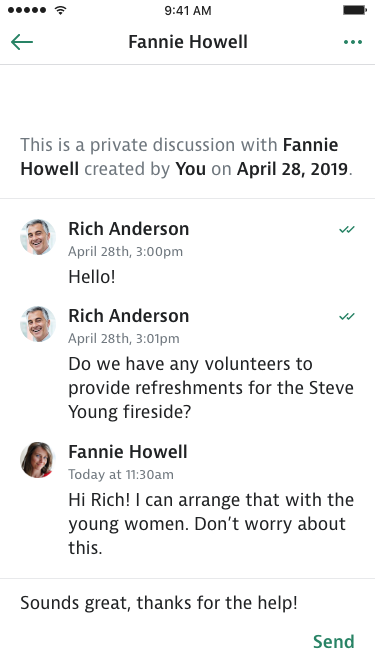 9:41 AM
Fannie Howell
This is a private discussion with Fannie
Howell created by You on April 28, 2019.
Rich Anderson
April 28th, 3:00pm
Hello!
Rich Anderson
April 28th, 3:01pm
Do we have any volunteers to
provide refreshments for the Steve
Young fireside?
Fannie Howell
Today at 11:30am
Hi Rich! I can arrange that with the
young women. Don’t worry about
this.
Sounds great, thanks for the help!
Send